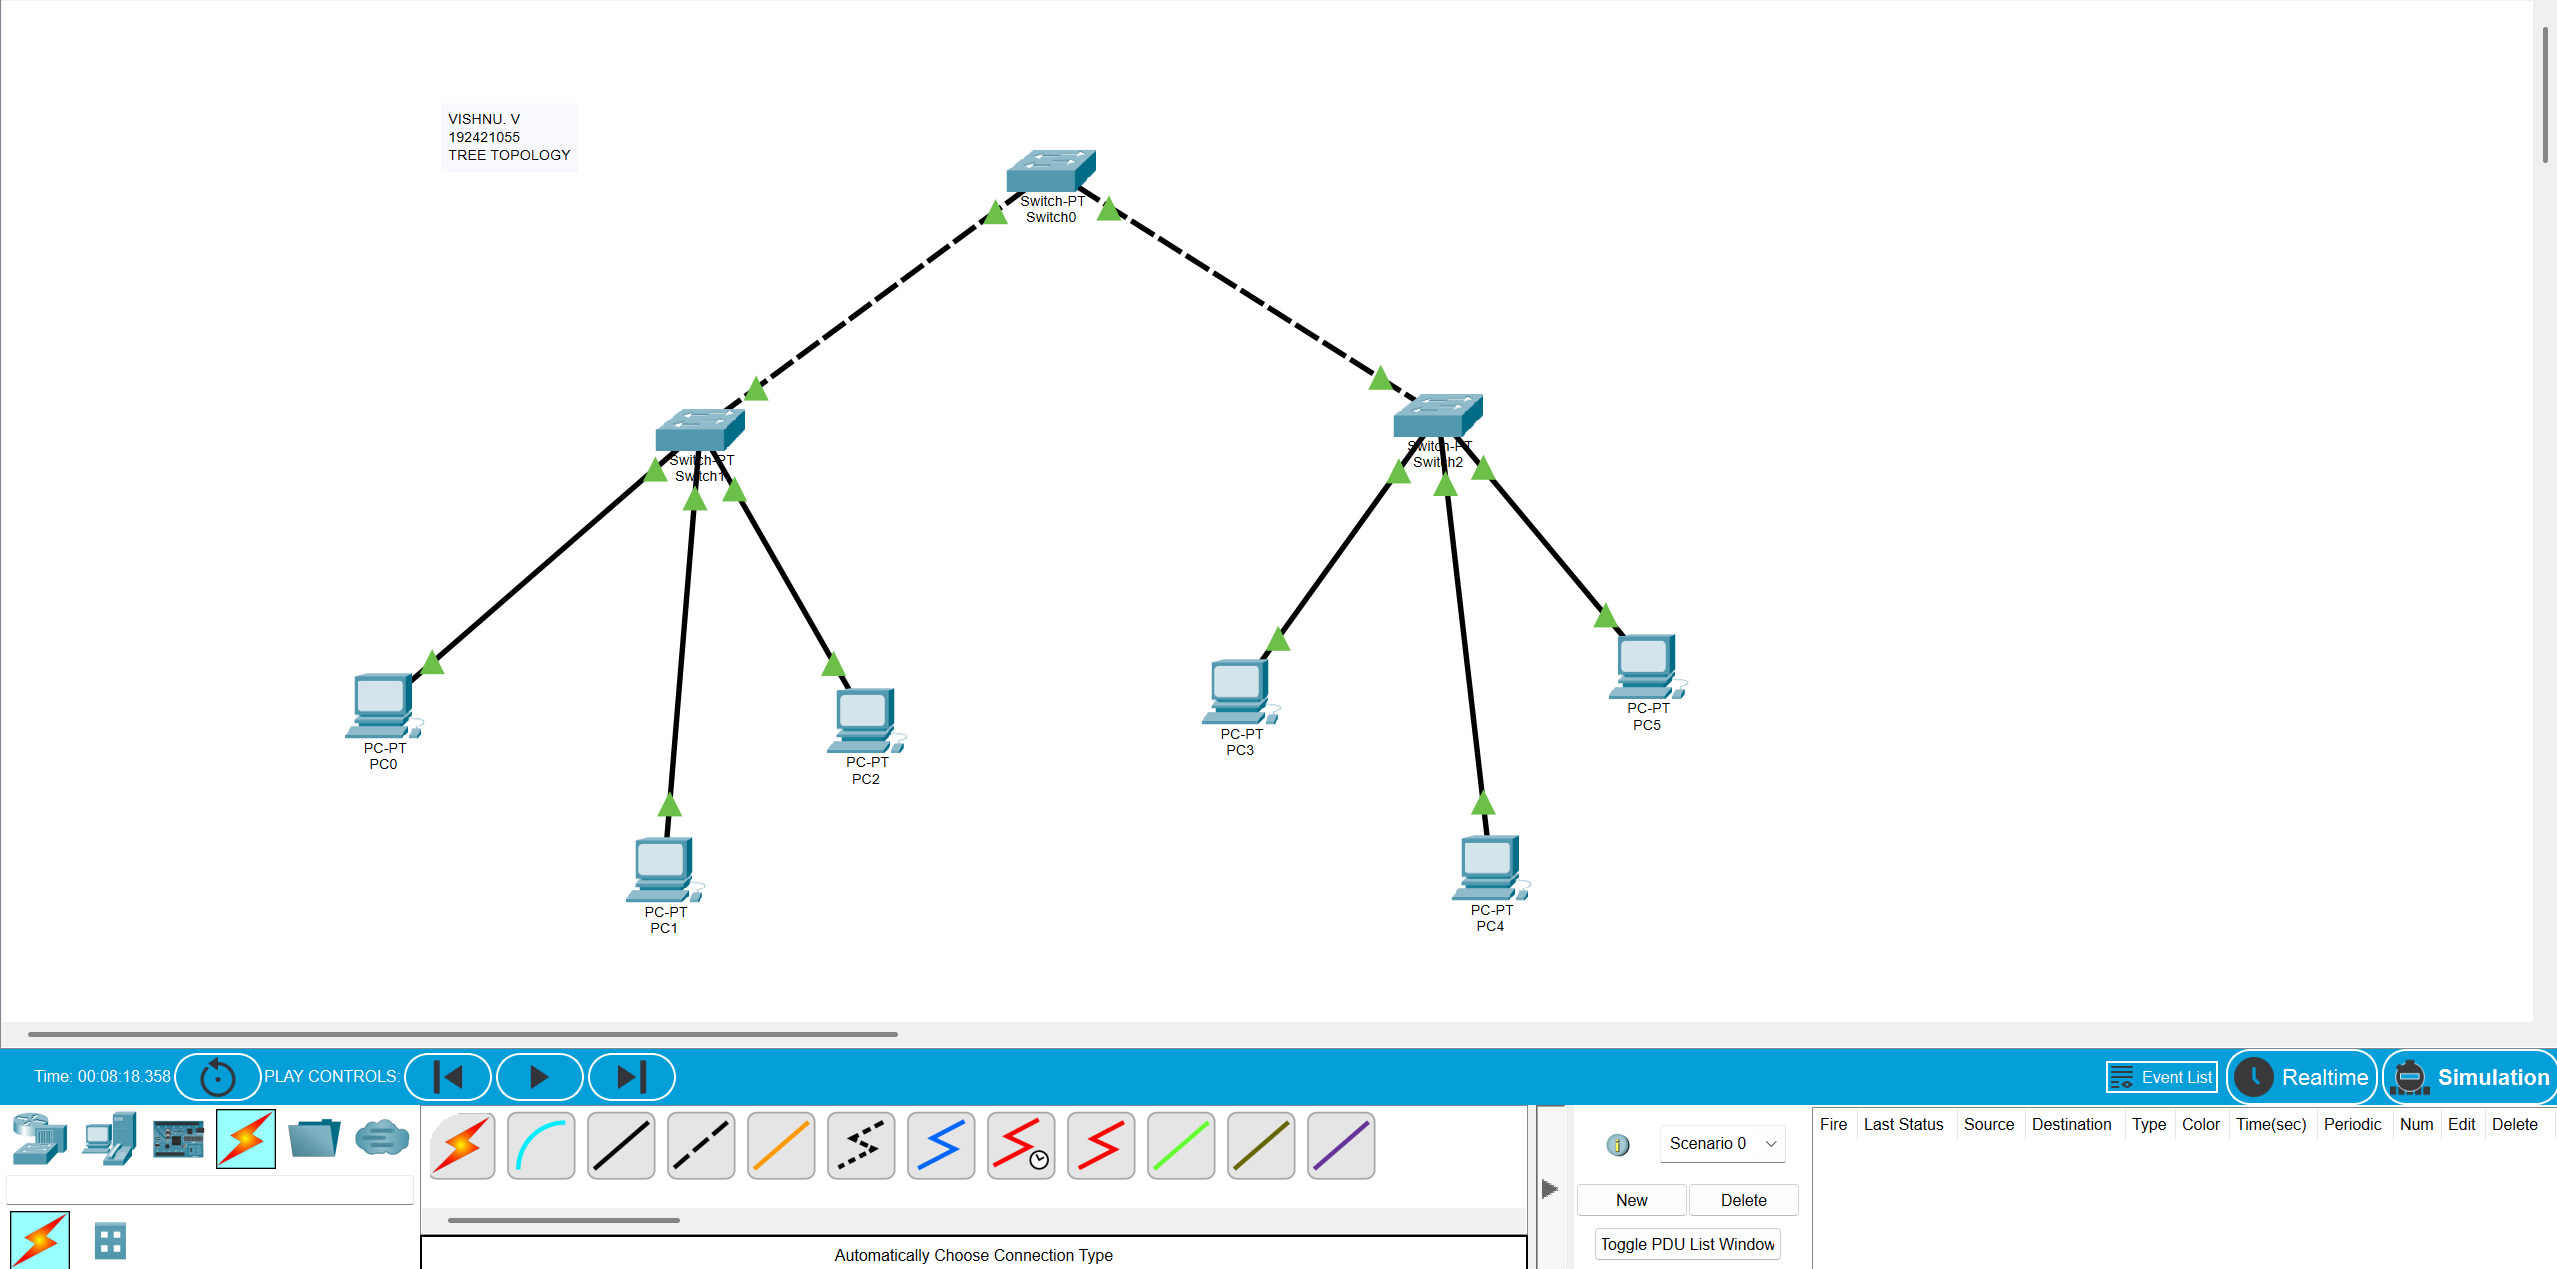 VISHNU. V
192421055
TREE TOPOLOGY
Switch-PT
Switch0
Switch-PT
Switch1
Switch-PT
Switch2
PC-PT
PC0
PC-PT
PC1
PC-PT
PC2
PC-PT
PC3
PC-PT
PC4
PC-PT
PC5
Time: 00:08:18.358 PLAY CONTROLS:
Event List Realtime Simulation
Scenario 0
New Delete
Toggle PDU List Window
Fire Last Status Source Destination Type Color Time(sec) Periodic Num Edit Delete
Automatically Choose Connection Type